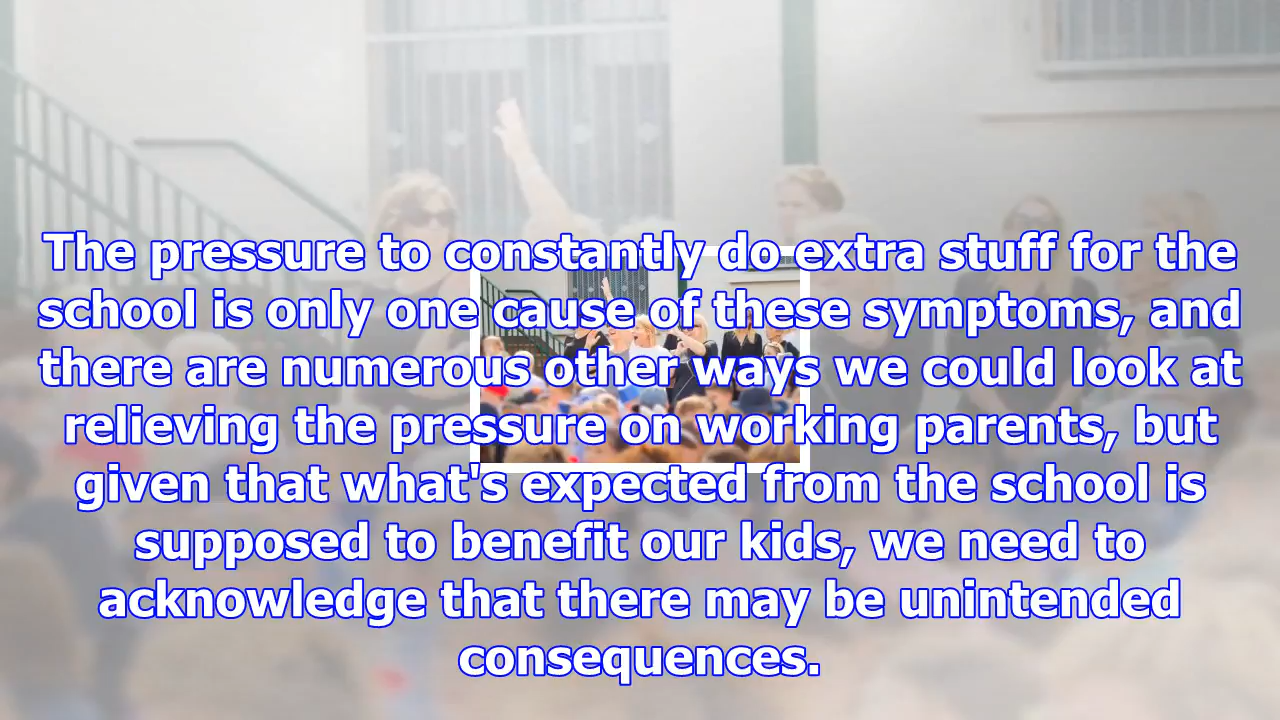 The pressure to constantly do extra stuff for the
school is only one cause of these symptoms, and
there are numerous other ways we could look at
relieving the pressure on working parents, but
given that what's expected from the school is
supposed to benefit our kids, we need to
acknowledge that there may be unintended
consequences.